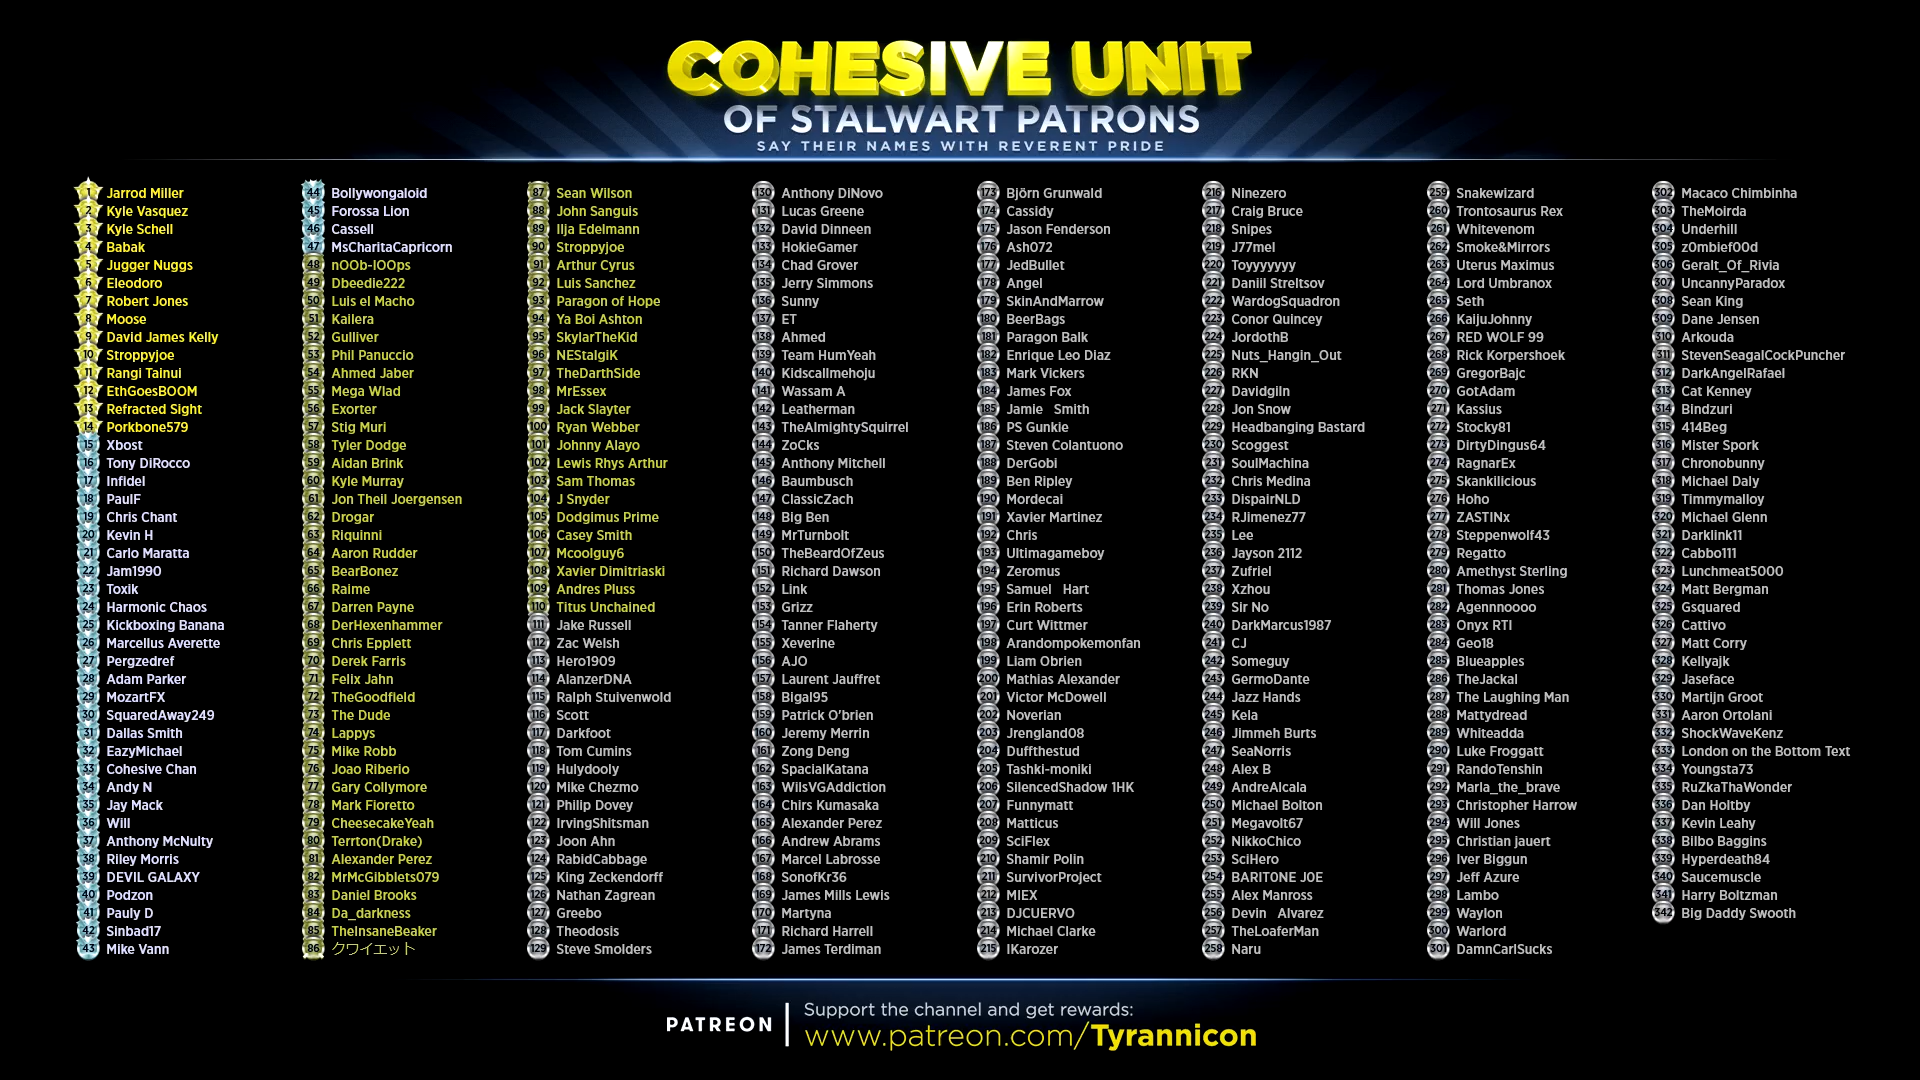 COHESIVE UNIT
OF STALWART PATRONS
SAY THEIR NAMES WITH REVERENT PRIDE
1 Jarrod Miller
2 Kyle Vasquez
3 Kyle Schell
4 Babak
5 Jugger Nuggs
6 Eleodoro
7 Robert Jones
8 Moose
9 David James Kelly
10 Stroppyjoe
11 Rangi Tainui
12 EthGoesBOOM
13 Refracted Sight
14 Porkbone579
15 Xbost
16 Tony DiRocco
17 Infidel
18 PaulF
19 Chris Chant
20 Kevin H
21 Carlo Maratta
22 Jam1990
23 Toxik
24 Harmonic Chaos
25 Kickboxing Banana
26 Marcellus Averette
27 Pergzedref
28 Adam Parker
29 MozartFX
30 SquaredAway249
31 Dallas Smith
32 EazyMichael
33 Cohesive Chan
34 Andy N
35 Jay Mack
36 Will
37 Anthony McNulty
38 Riley Morris
39 DEVIL GALAXY
40 Podzon
41 Pauly D
42 Sinbad17
43 Mike Vann
44 Bollywongaloid
45 Forossa Lion
46 Cassell
47 MsCharitaCapricorn
48 nOOb-lOOps
49 Dbeedie222
50 Luis el Macho
51 Kailera
52 Gulliver
53 Phil Panuccio
54 Ahmed Jaber
55 Mega Wlad
56 Exorter
57 Stig Muri
58 Tyler Dodge
59 Aidan Brink
60 Kyle Murray
61 Jon Theil Joergensen
62 Drogar
63 Riquinni
64 Aaron Rudder
65 BearBonez
66 Raime
67 Darren Payne
68 DerHexenhammer
69 Chris Epplett
70 Derek Farris
71 Felix Jahn
72 TheGoodfield
73 The Dude
74 Lappys
75 Mike Robb
76 Joao Riberio
77 Gary Collymore
78 Mark Fioretto
79 CheesecakeYeah
80 Terrton(Drake)
81 Alexander Perez
82 MrMcGibblets079
83 Daniel Brooks
84 Da_darkness
85 TheInsaneBeaker
86 クワイエット
87 Sean Wilson
88 John Sanguis
89 Ilja Edelmann
90 Stroppyjoe
91 Arthur Cyrus
92 Luis Sanchez
93 Paragon of Hope
94 Ya Boi Ashton
95 SkylarTheKid
96 NEStalgiK
97 TheDarthSide
98 MrEssex
99 Jack Slayter
100 Ryan Webber
101 Johnny Alayo
102 Lewis Rhys Arthur
103 Sam Thomas
104 J Snyder
105 Dodgimus Prime
106 Casey Smith
107 Mcoolguy6
108 Xavier Dimitriaski
109 Andres Pluss
110 Titus Unchained
111 Jake Russell
112 Zac Welsh
113 Hero1909
114 AlanzerDNA
115 Ralph Stuivenwold
116 Scott
117 Darkfoot
118 Tom Cumins
119 Hulydooly
120 Mike Chezmo
121 Philip Dovey
122 IrvingShitsman
123 Joon Ahn
124 RabidCabbage
125 King Zeckendorff
126 Nathan Zagrean
127 Greebo
128 Theodosis
129 Steve Smolders
130 Anthony DiNovo
131 Lucas Greene
132 David Dinneen
133 HokieGamer
134 Chad Grover
135 Jerry Simmons
136 Sunny
137 ET
138 Ahmed
139 Team HumYeah
140 Kidscallmehoju
141 Wassam A
142 Leatherman
143 TheAlmightySquirrel
144 ZoCks
145 Anthony Mitchell
146 Baumbusch
147 ClassicZach
148 Big Ben
149 MrTurnbolt
150 TheBeardOfZeus
151 Richard Dawson
152 Link
153 Grizz
154 Tanner Flaherty
155 Xeverine
156 AJO
157 Laurent Jauffret
158 Bigal95
159 Patrick O'brien
160 Jeremy Merrin
161 Zong Deng
162 SpacialKatana
163 WilsVGAddiction
164 Chirs Kumasaka
165 Alexander Perez
166 Andrew Abrams
167 Marcel Labrosse
168 SonofKr36
169 James Mills Lewis
170 Martyna
171 Richard Harrell
172 James Terdiman
173 Björn Grunwald
174 Cassidy
175 Jason Fenderson
176 Ash072
177 JedBullet
178 Angel
179 SkinAndMarrow
180 BeerBags
181 Paragon Balk
182 Enrique Leo Diaz
183 Mark Vickers
184 James Fox
185 Jamie Smith
186 PS Gunkie
187 Steven Colantuono
188 DerGobi
189 Ben Ripley
190 Mordecai
191 Xavier Martinez
192 Chris
193 Ultimagameboy
194 Zeromus
195 Samuel Hart
196 Erin Roberts
197 Curt Wittmer
198 Arandompokemonfan
199 Liam Obrien
200 Mathias Alexander
201 Victor McDowell
202 Noverian
203 Jrengland08
204 Duffthestud
205 Tashki-moniki
206 SilencedShadow 1HK
207 Funnymatt
208 Matticus
209 SciFlex
210 Shamir Polin
211 SurvivorProject
212 MIEX
213 DJCUERVO
214 Michael Clarke
215 IKarozer
216 Ninezero
217 Craig Bruce
218 Snipes
219 J77mel
220 Toyyyyyyy
221 Daniil Streltsov
222 WardogSquadron
223 Conor Quincey
224 JordothB
225 Nuts_Hangin_Out
226 RKN
227 Davidgiln
228 Jon Snow
229 Headbanging Bastard
230 Scoggest
231 SoulMachina
232 Chris Medina
233 DispairNLD
234 RJimenez77
235 Lee
236 Jayson 2112
237 Zufriel
238 Xzhou
239 Sir No
240 DarkMarcus1987
241 CJ
242 Someguy
243 GermoDante
244 Jazz Hands
245 Kela
246 Jimmeh Burts
247 SeaNorris
248 Alex B
249 AndreAlcala
250 Michael Bolton
251 Megavolt67
252 NikkoChico
253 SciHero
254 BARITONE JOE
255 Alex Manross
256 Devin Alvarez
257 TheLoaferMan
258 Naru
259 Snakewizard
260 Trontosaurus Rex
261 Whitevenom
262 Smoke&Mirrors
263 Uterus Maximus
264 Lord Umbranox
265 Seth
266 KaijuJohnny
267 RED WOLF 99
268 Rick Korpershoek
269 GregorBajc
270 GotAdam
271 Kassius
272 Stocky81
273 DirtyDingus64
274 RagnarEx
275 Skankilicious
276 Hoho
277 ZASTINx
278 Steppenwolf43
279 Regatto
280 Amethyst Sterling
281 Thomas Jones
282 Agennnoooo
283 Onyx RTI
284 Geo18
285 Blueapples
286 TheJackal
287 The Laughing Man
288 Mattydread
289 Whiteadda
290 Luke Froggatt
291 RandoTenshin
292 Marla_the_brave
293 Christopher Harrow
294 Will Jones
295 Christian jauert
296 Iver Biggun
297 Jeff Azure
298 Lambo
299 Waylon
300 Warlord
301 DamnCarlSucks
302 Macaco Chimbinha
303 TheMoirda
304 Underhill
305 z0mbief00d
306 Geralt_Of_Rivia
307 UncannyParadox
308 Sean King
309 Dane Jensen
310 Arkouda
311 StevenSeagalCockPuncher
312 DarkAngelRafael
313 Cat Kenney
314 Bindzuri
315 414Beg
316 Mister Spork
317 Chronobunny
318 Michael Daly
319 Timmymalloy
320 Michael Glenn
321 Darklink11
322 Cabbo111
323 Lunchmeat5000
324 Matt Bergman
325 Gsquared
326 Cattivo
327 Matt Corry
328 Kellyajk
329 Jaseface
330 Martijn Groot
331 Aaron Ortolani
332 ShockWaveKenz
333 London on the Bottom Text
334 Youngsta73
335 RuZkaThaWonder
336 Dan Holtby
337 Kevin Leahy
338 Bilbo Baggins
339 Hyperdeath84
340 Saucemuscle
341 Harry Boltzman
342 Big Daddy Swooth
PATREON
Support the channel and get rewards:
www.patreon.com/Tyrannicon